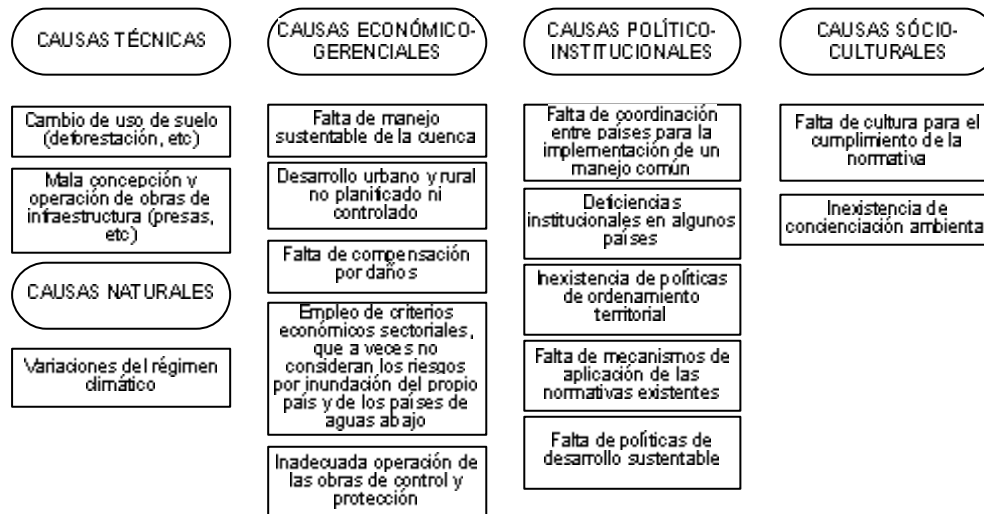 CAUSAS TÉCNICAS
Cambio de uso de suelo
(deforestación, etc)
Mala concepción y
operación de obras de
infraestructura (presas,
etc)
CAUSAS NATURALES
Variaciones del régimen
climático
CAUSAS ECONÓMICO-
GERENCIALES
Falta de manejo
sustentable de la cuenca
Desarrollo urbano y rural
no planificado ni
controlado
Falta de compensación
por daños
Empleo de criterios
económicos sectoriales,
que a veces no
consideran los riesgos
por inundación del propio
país y de los países de
aguas abajo
Inadecuada operación de
las obras de control y
protección
CAUSAS POLÍTICO-
INSTITUCIONALES
Falta de coordinación
entre países para la
implementación de un
manejo común
Deficiencias
institucionales en algunos
países
Inexistencia de políticas
de ordenamiento
territorial
Falta de mecanismos de
aplicación de las
normativas existentes
Falta de políticas de
desarrollo sustentable
CAUSAS SÓCIO-
CULTURALES
Falta de cultura para el
cumplimiento de la
normativa
Inexistencia de
concienciación ambienta